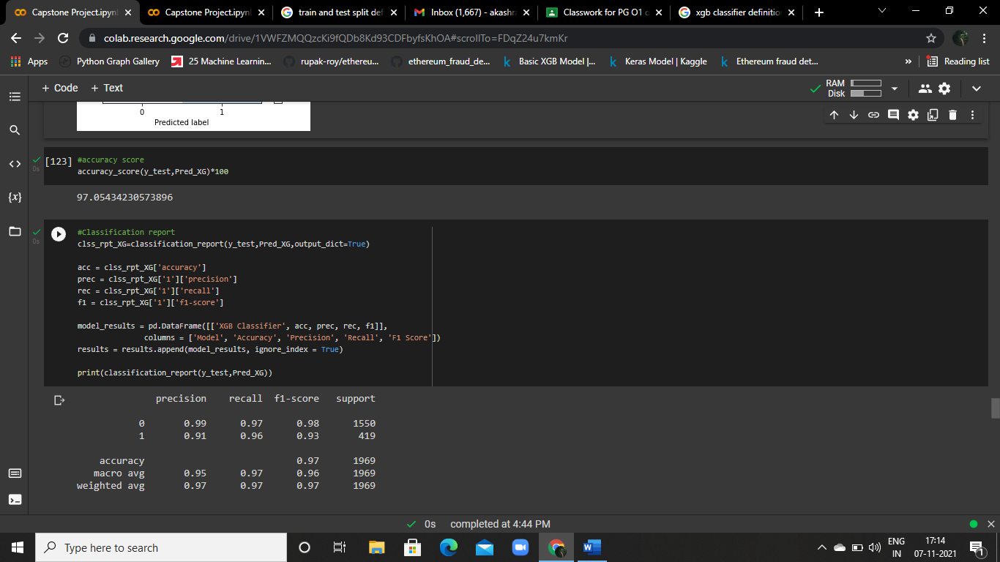 Capstone Project.ipynb
Capstone Project.ipynb
train and test split def
Inbox (1,667) - akashra
Classwork for PG O1 c
xgb classifier definition
colab.research.google.com/drive/1VWFZMQQzcKi9fQDb8Kd93CDFbyfsKhOA#scrollTo=FDqZ24u7kmKr
Apps
Python Graph Gallery
25 Machine Learnin...
rupak-roy/ethereu...
ethereum_fraud_de...
Basic XGB Model |...
Keras Model | Kaggle
Ethereum fraud det...
»
Reading list
+ Code + Text
RAM
Disk
0 1
Predicted label
[123] #accuracy score
0s
accuracy_score(y_test,Pred_XG)*100
97.05434230573896
#Classification report
0s
clss_rpt_XG=classification_report(y_test,Pred_XG,output_dict=True)
acc = clss_rpt_XG['accuracy']
prec = clss_rpt_XG['1']['precision']
rec = clss_rpt_XG['1']['recall']
f1 = clss_rpt_XG['1']['f1-score']
model_results = pd.DataFrame([['XGB Classifier', acc, prec, rec, f1]],
columns = ['Model', 'Accuracy', 'Precision', 'Recall', 'F1 Score'])
results = results.append(model_results, ignore_index = True)
print(classification_report(y_test,Pred_XG))
precision recall f1-score support
0 0.99 0.97 0.98 1550
1 0.91 0.96 0.93 419
accuracy 0.97 1969
macro avg 0.95 0.97 0.96 1969
weighted avg 0.97 0.97 0.97 1969
0s completed at 4:44 PM
Type here to search
ENG
IN
17:14
07-11-2021
1